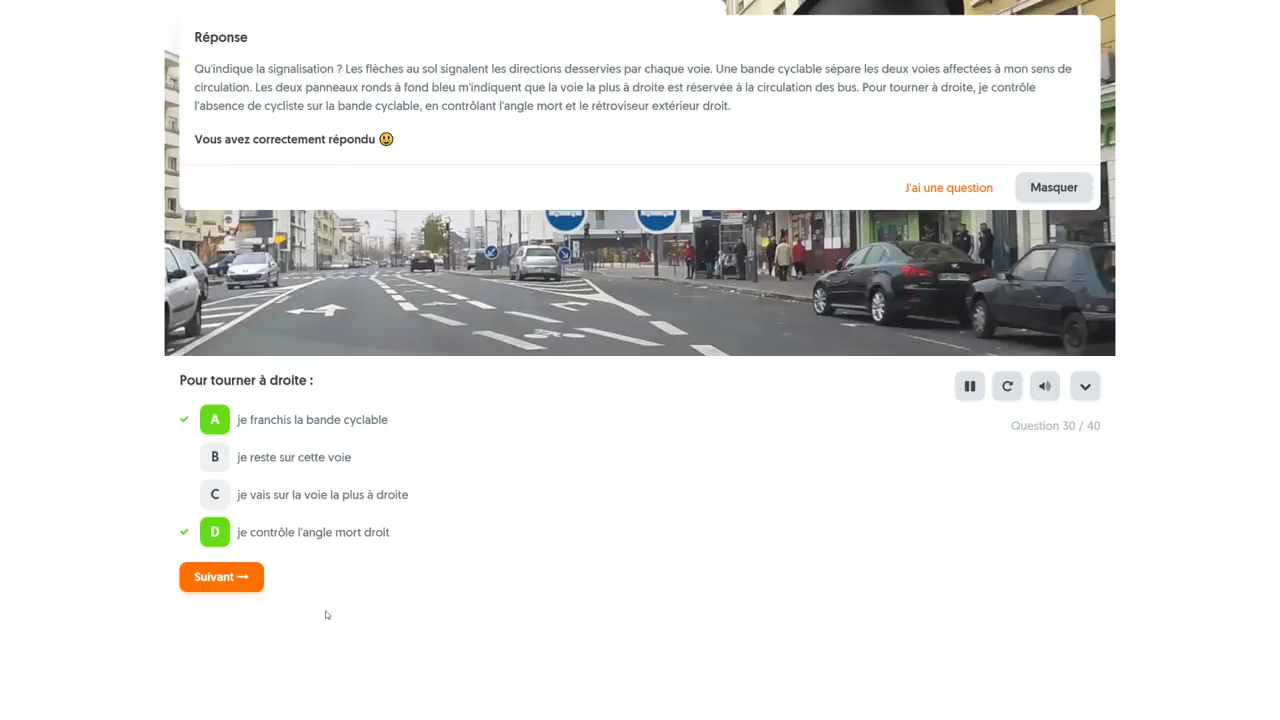 Réponse
Qu'indique la signalisation ? Les flèches au sol signalent les directions desservies par chaque voie. Une bande cyclable sépare les deux voies affectées à mon sens de
circulation. Les deux panneaux ronds à fond bleu m'indiquent que la voie la plus à droite est réservée à la circulation des bus. Pour tourner à droite, je contrôle
l'absence de cycliste sur la bande cyclable, en contrôlant l'angle mort et le rétroviseur extérieur droit.
Vous avez correctement répondu
J'ai une question
Masquer
Pour tourner à droite :
A je franchis la bande cyclable
Question 30 / 40
B je reste sur cette voie
C je vais sur la voie la plus à droite
D je contrôle l'angle mort droit
Suivant →